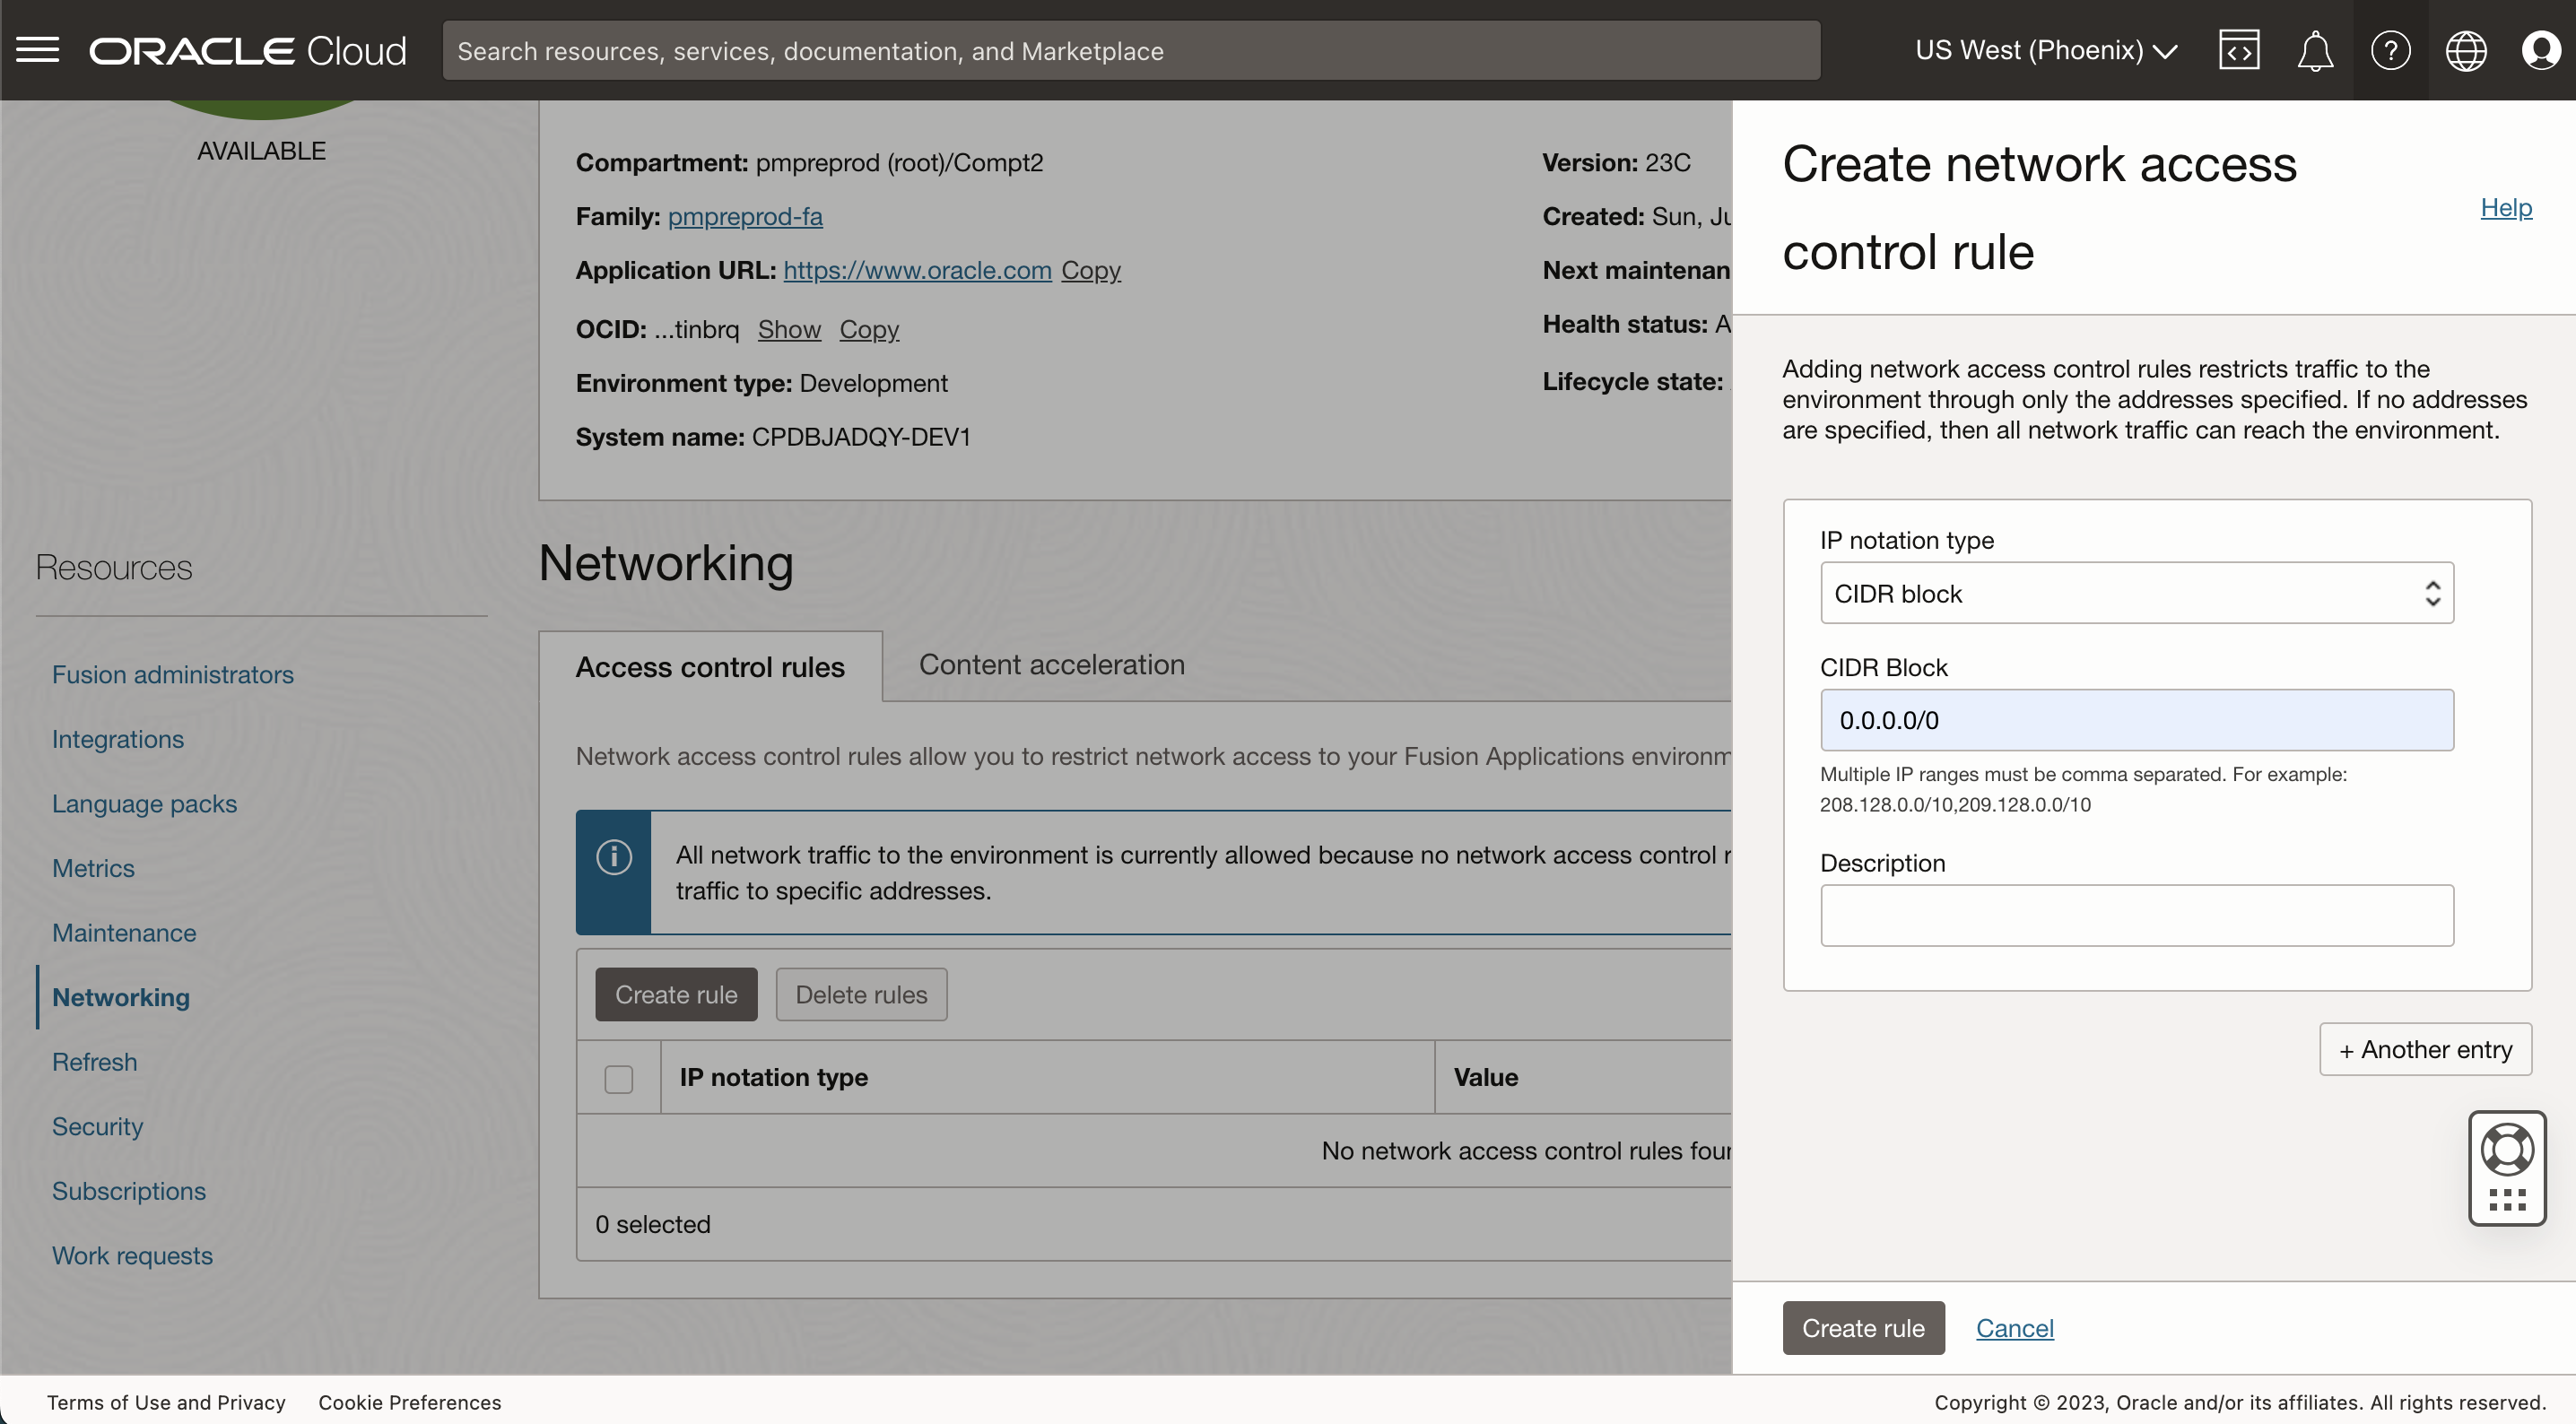 ORACLE Cloud
Search resources, services, documentation, and Marketplace
US West (Phoenix)
AVAILABLE
Compartment: pmpreprod (root)/Compt2
Family: pmpreprod-fa
Application URL: https://www.oracle.com Copy
OCID: ...tinbrq Show Copy
Environment type: Development
System name: CPDBJADQY-DEV1
Version: 23C
Created: Sun, Ju
Next maintenan
Health status: A
Lifecycle state:
Resources
Fusion administrators
Integrations
Language packs
Metrics
Maintenance
Networking
Refresh
Security
Subscriptions
Work requests
Networking
Access control rules
Content acceleration
Network access control rules allow you to restrict network access to your Fusion Applications environm
All network traffic to the environment is currently allowed because no network access control r
traffic to specific addresses.
Create rule
Delete rules
IP notation type
Value
No network access control rules four
0 selected
Create network access
control rule
Help
Adding network access control rules restricts traffic to the
environment through only the addresses specified. If no addresses
are specified, then all network traffic can reach the environment.
IP notation type
CIDR block
CIDR Block
0.0.0.0/0
Multiple IP ranges must be comma separated. For example:
208.128.0.0/10,209.128.0.0/10
Description
+ Another entry
Create rule
Cancel
Terms of Use and Privacy
Cookie Preferences
Copyright © 2023, Oracle and/or its affiliates. All rights reserved.